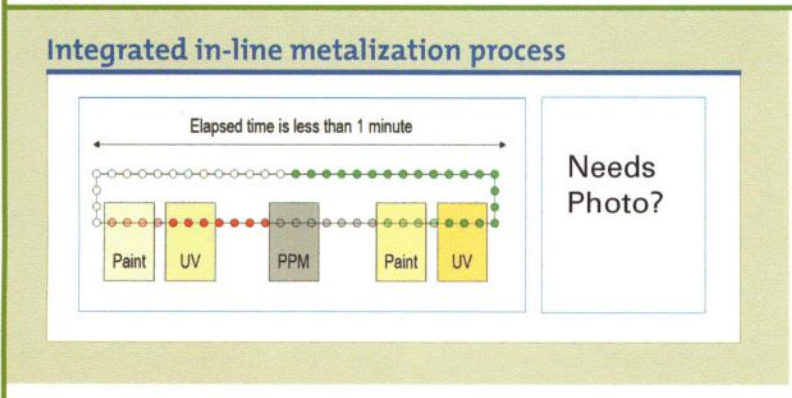 Integrated in-line metalization process
Elapsed time is less than 1 minute
Needs
Photo?
Paint
UV
PPM
Paint
UV